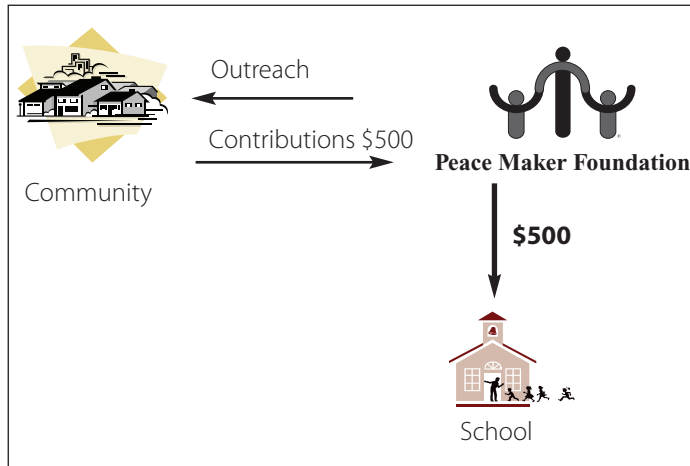 Outreach
Contributions $500
Community
Peace Maker Foundation
$500
School